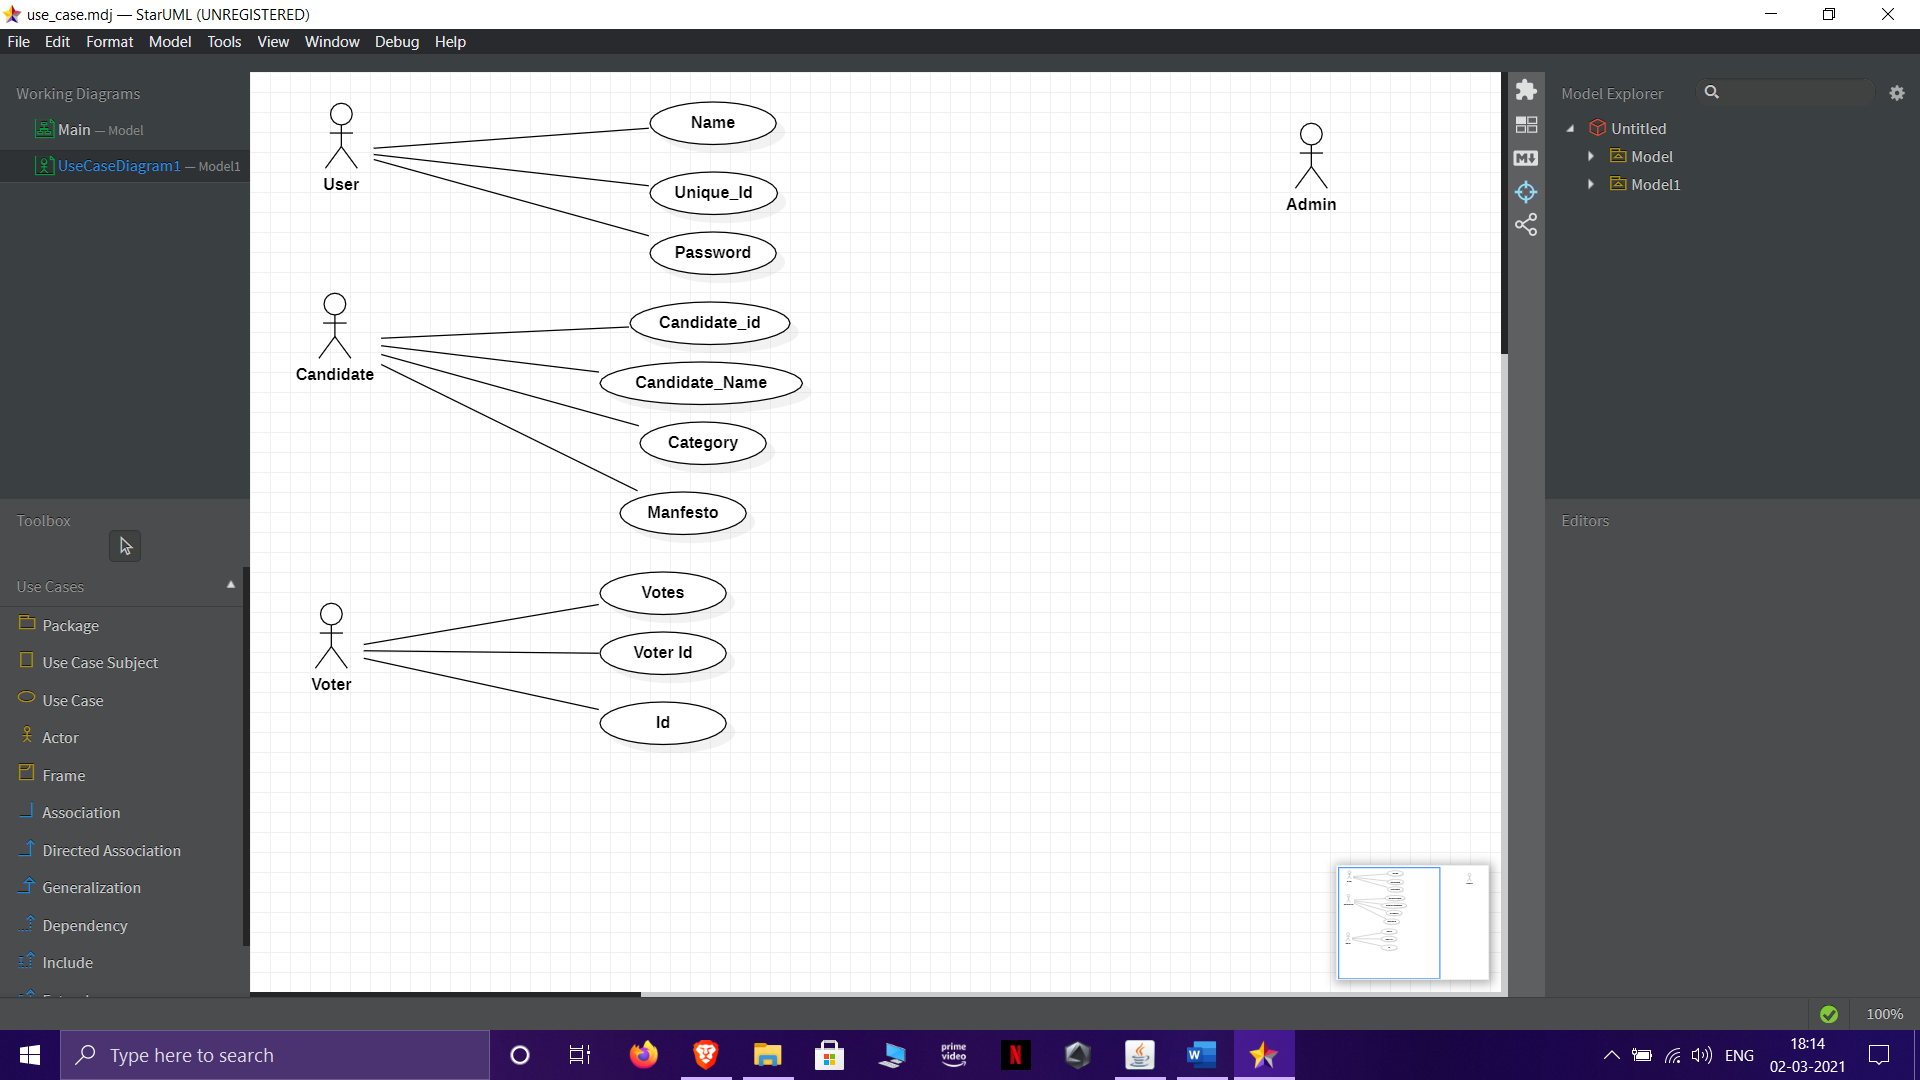 use_case.mdj — StarUML (UNREGISTERED)
File Edit Format Model Tools View Window Debug Help
Working Diagrams
Main — Model
UseCaseDiagram1 — Model1
Toolbox
Use Cases
Package
Use Case Subject
Use Case
Actor
Frame
Association
Directed Association
Generalization
Dependency
Include
User
Name
Unique_Id
Password
Candidate
Candidate_id
Candidate_Name
Category
Manfesto
Voter
Votes
Voter Id
Id
Admin
Model Explorer
Untitled
Model
Model1
Editors
100%
Type here to search
prime
video
N
W
ENG
18:14
02-03-2021